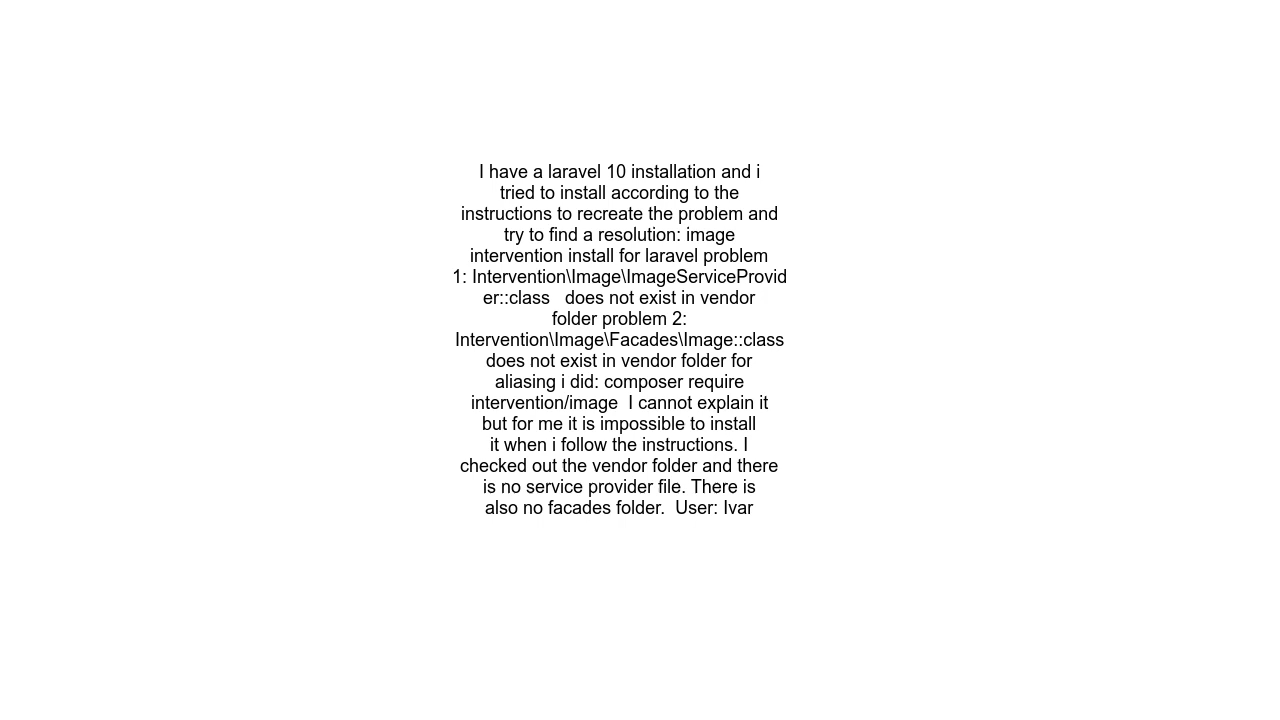 I have a laravel 10 installation and i
tried to install according to the
instructions to recreate the problem and
try to find a resolution: image
intervention install for laravel problem
1: Intervention\Image\ImageServiceProvid
er::class   does not exist in vendor
folder problem 2:
Intervention\Image\Facades\Image::class
does not exist in vendor folder for
aliasing i did: composer require
intervention/image  I cannot explain it
but for me it is impossible to install
it when i follow the instructions. I
checked out the vendor folder and there
is no service provider file. There is
also no facades folder.  User: Ivar